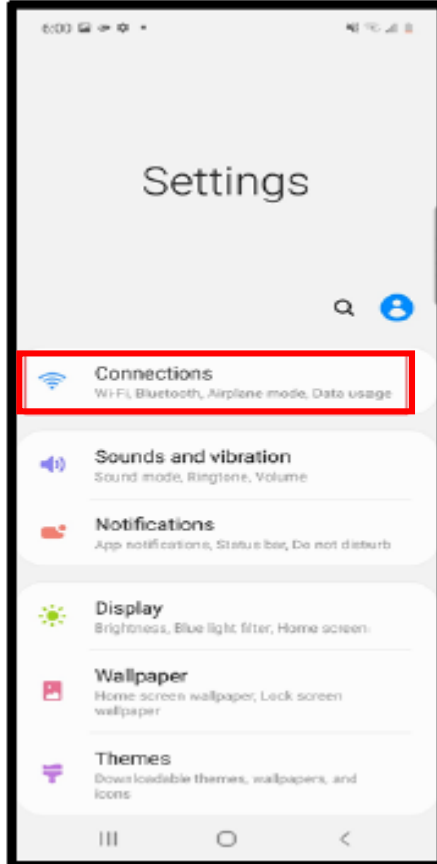 6:00
Settings
Connections
Wi-Fi, Bluetooth, Airplane mode, Data usage
Sounds and vibration
Sound mode, Ringtone, Volume
Notifications
App notifications, Status bar, Do not disturb
Display
Brightness, Blue light filter, Home screen
Wallpaper
Home screen wallpaper, Lock screen
wallpaper
Themes
Downloadable themes, wallpapers, and
icons